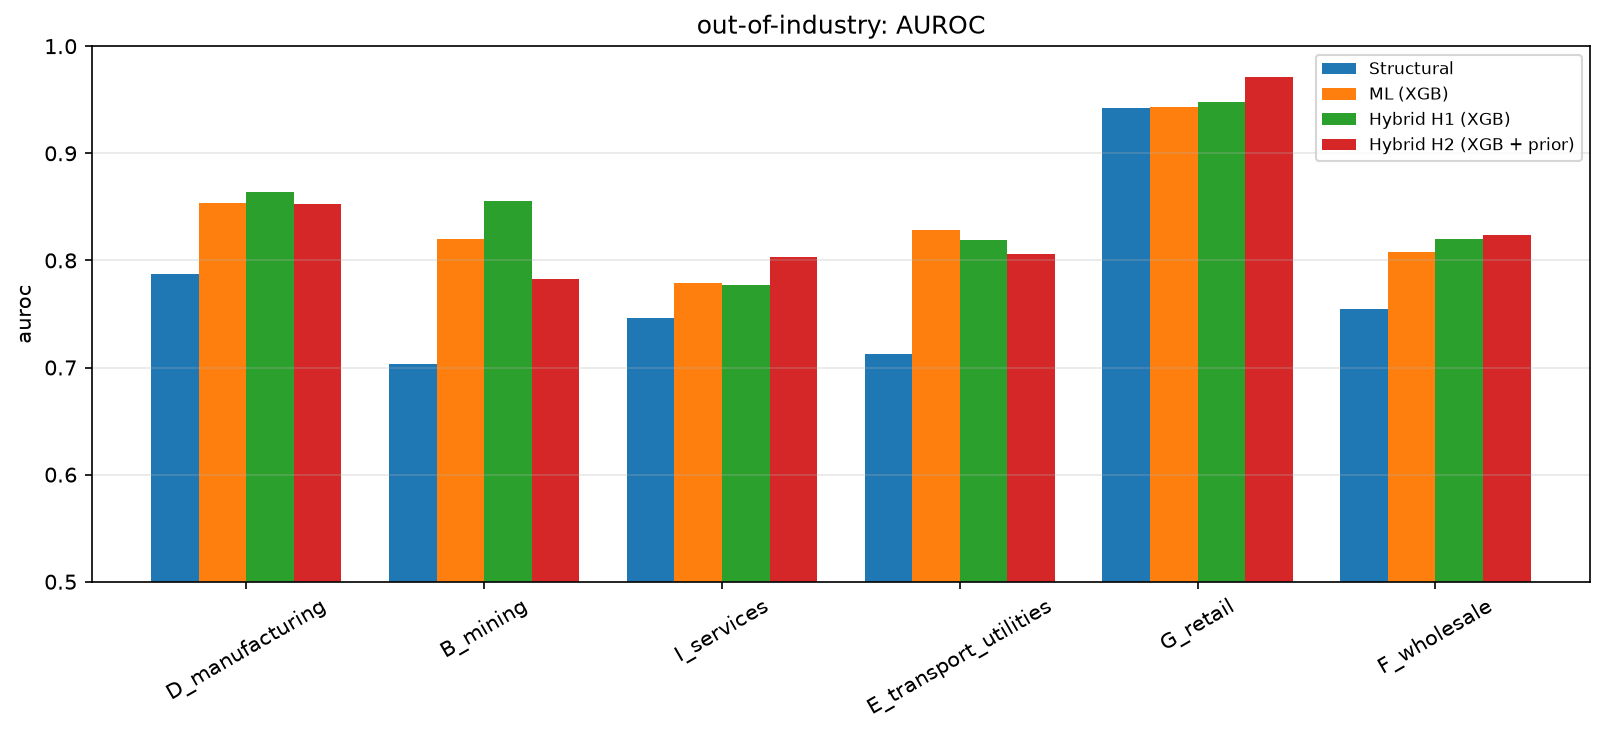 out-of-industry: AUROC
1.0
0.9
0.8
0.7
0.6
0.5
auroc
Structural
ML (XGB)
Hybrid H1 (XGB)
Hybrid H2 (XGB + prior)
D_manufacturing
B_mining
I_services
E_transport_utilities
G_retail
F_wholesale